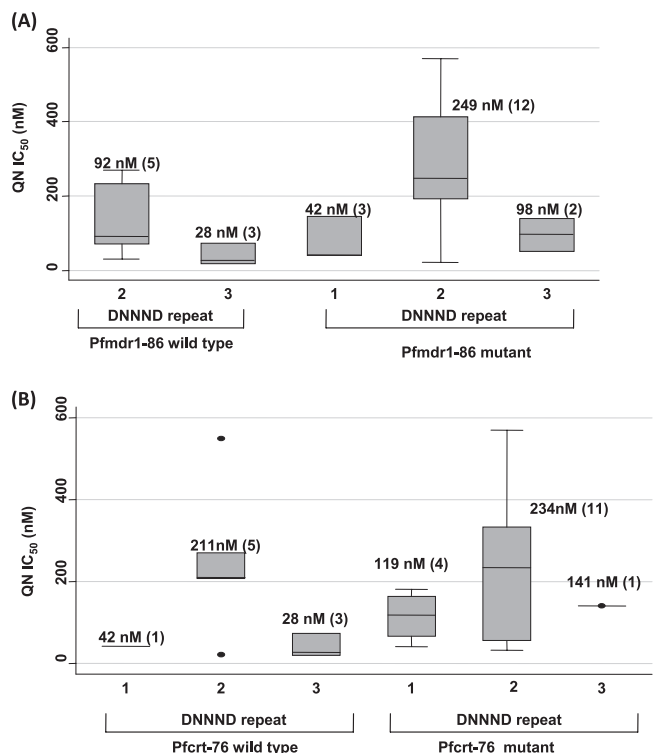 (A)
600
400
200
0
QN IC50 (nM)
92 nM (5)
28 nM (3)
42 nM (3)
249 nM (12)
98 nM (2)
2 3 1 2 3
DNNND repeat DNNND repeat
Pfmdr1-86 wild type Pfmdr1-86 mutant
(B)
600
400
200
0
QN IC50 (nM)
42 nM (1)
211nM (5)
28 nM (3)
119 nM (4)
234nM (11)
141 nM (1)
1 2 3 1 2 3
DNNND repeat DNNND repeat
Pfcrt-76 wild type Pfcrt-76 mutant